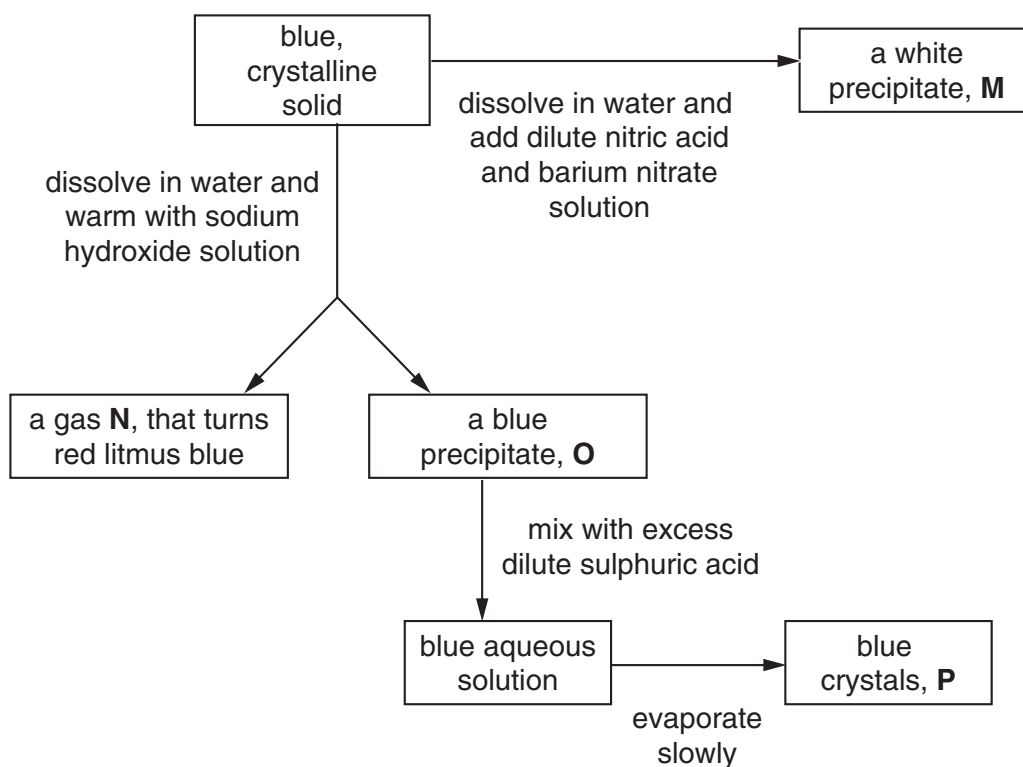 blue,
crystalline
solid
dissolve in water and
add dilute nitric acid
and barium nitrate
solution
a white
precipitate, M
dissolve in water and
warm with sodium
hydroxide solution
a gas N, that turns
red litmus blue
a blue
precipitate, O
mix with excess
dilute sulphuric acid
blue aqueous
solution
evaporate
slowly
blue
crystals, P